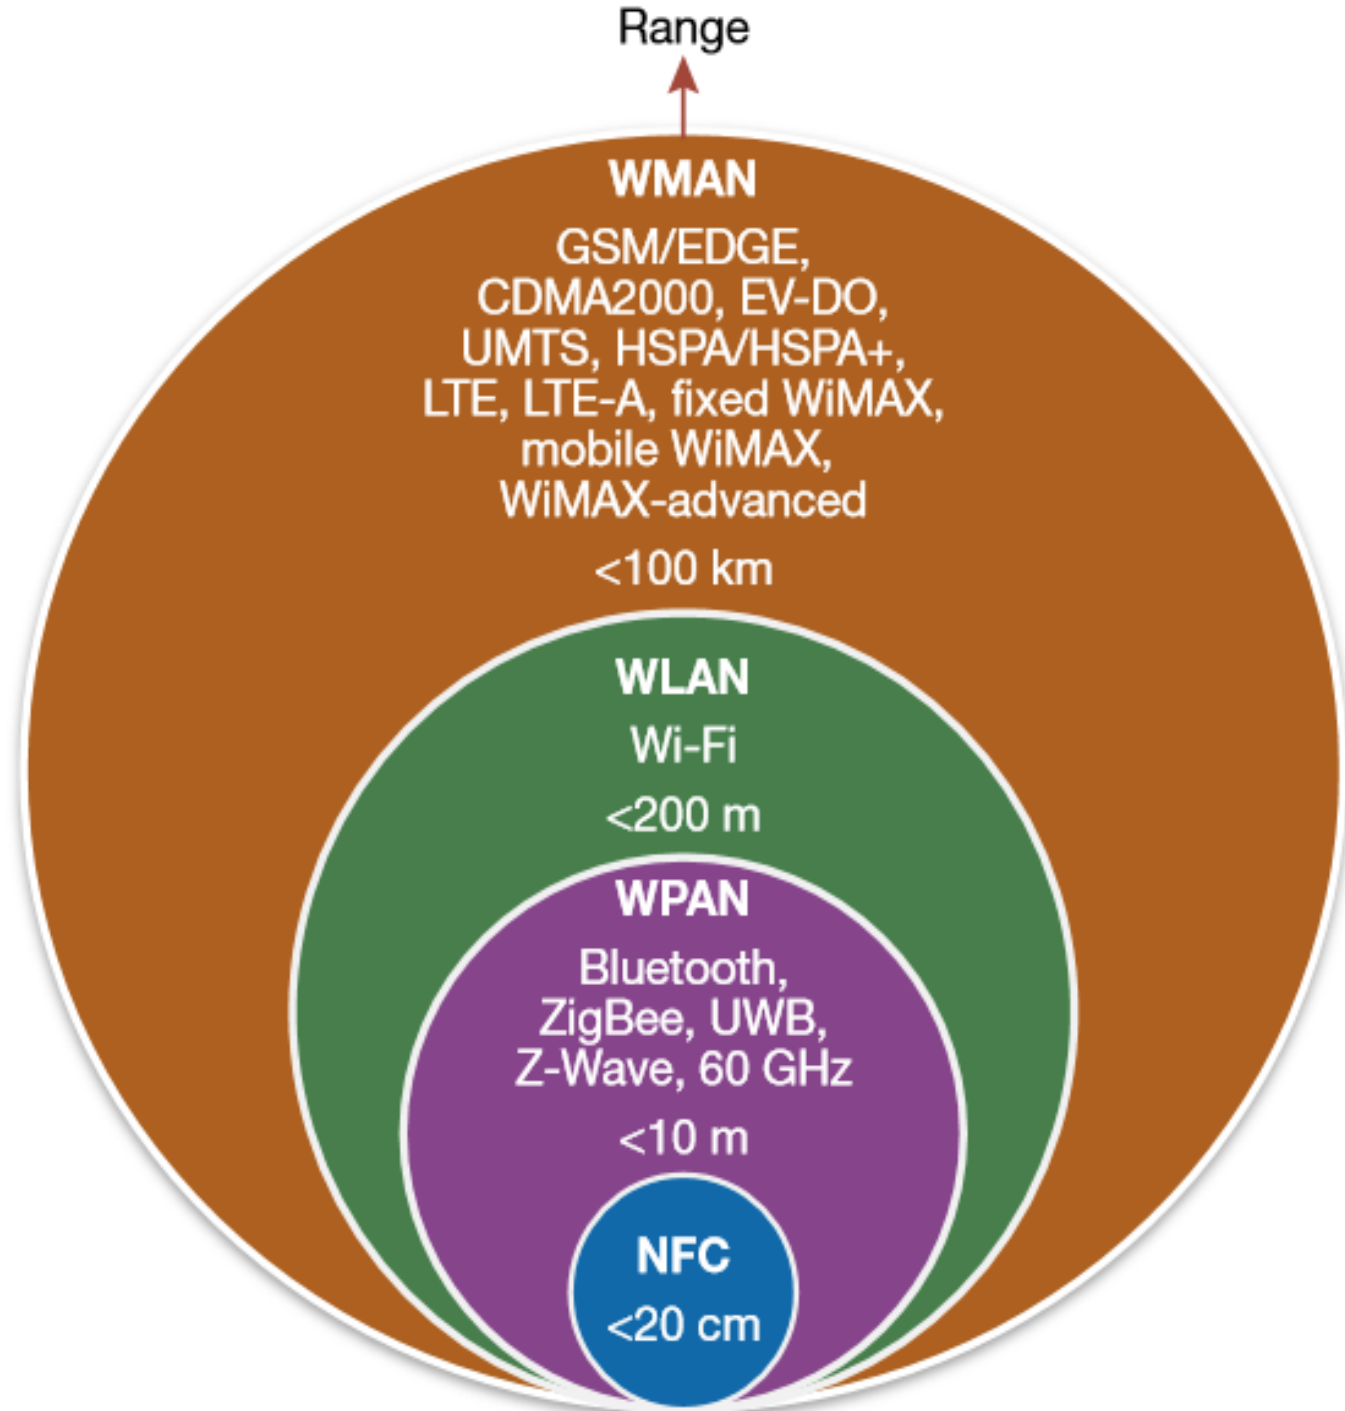 Range
WMAN
GSM/EDGE,
CDMA2000, EV-DO,
UMTS, HSPA/HSPA+,
LTE, LTE-A, fixed WiMAX,
mobile WiMAX,
WiMAX-advanced
<100 km
WLAN
Wi-Fi
<200 m
WPAN
Bluetooth,
ZigBee, UWB,
Z-Wave, 60 GHz
<10 m
NFC
<20 cm